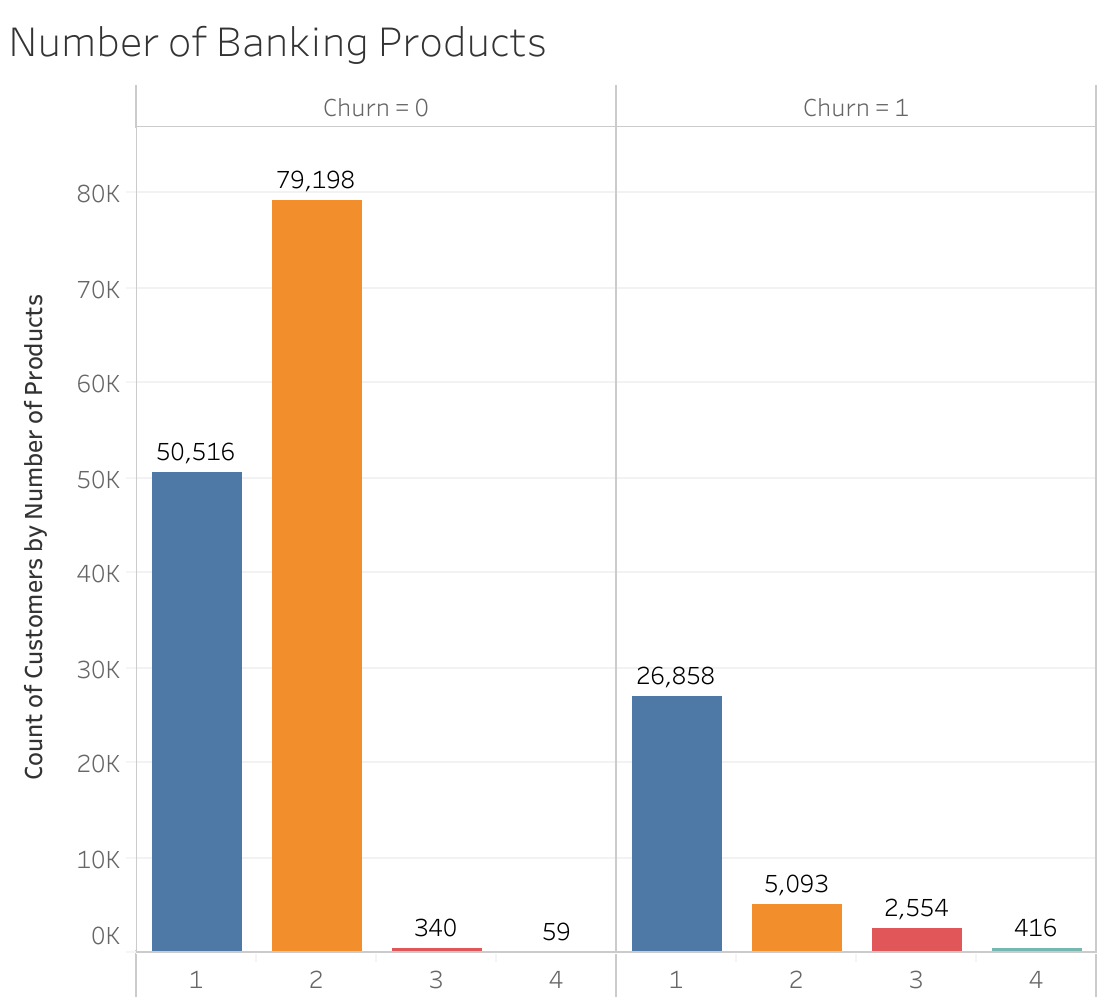 Number of Banking Products
Churn = 0
Churn = 1
Count of Customers by Number of Products
80K
70K
60K
50K
40K
30K
20K
10K
0K
50,516
79,198
340
59
26,858
5,093
2,554
416
1
2
3
4
1
2
3
4